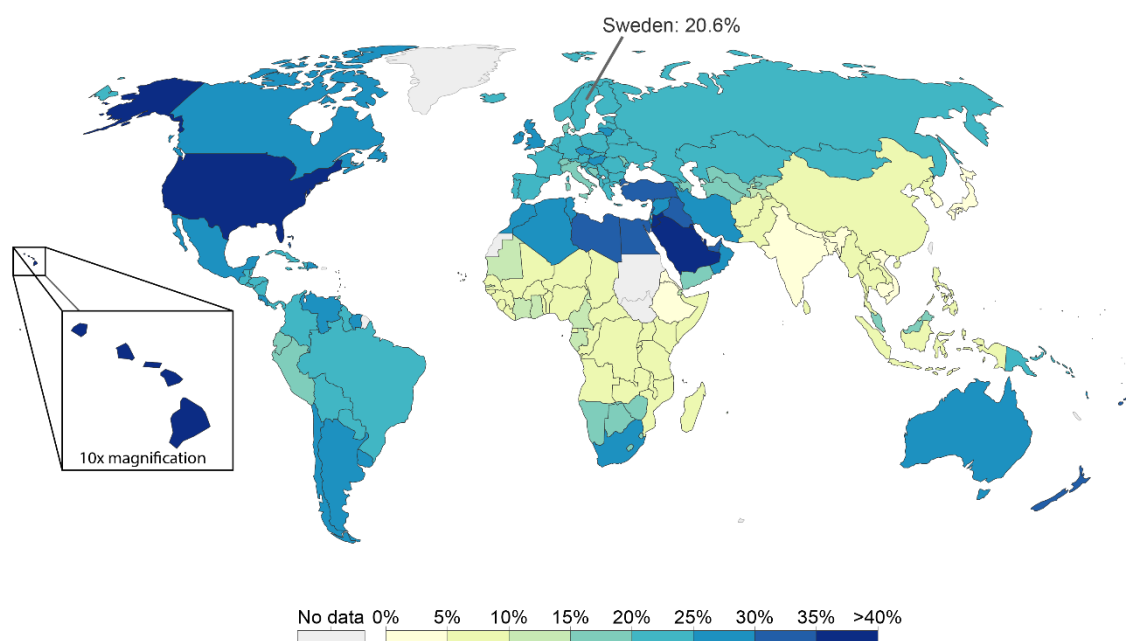 Sweden: 20.6%
10x magnification
No data 0% 5% 10% 15% 20% 25% 30% 35% >40%